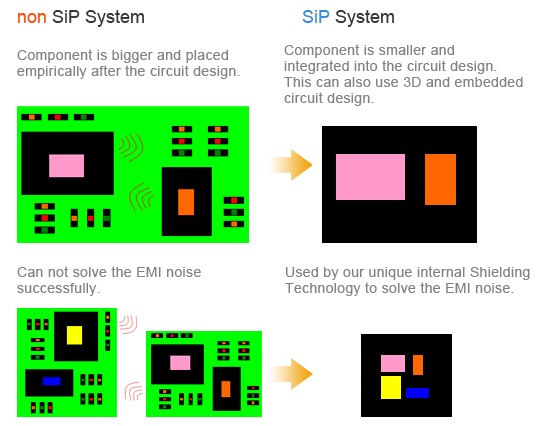 non SiP System
SiP System
Component is bigger and placed
empirically after the circuit design.
Component is smaller and
integrated into the circuit design.
This can also use 3D and embedded
circuit design.
Can not solve the EMI noise
successfully.
Used by our unique internal Shielding
Technology to solve the EMI noise.